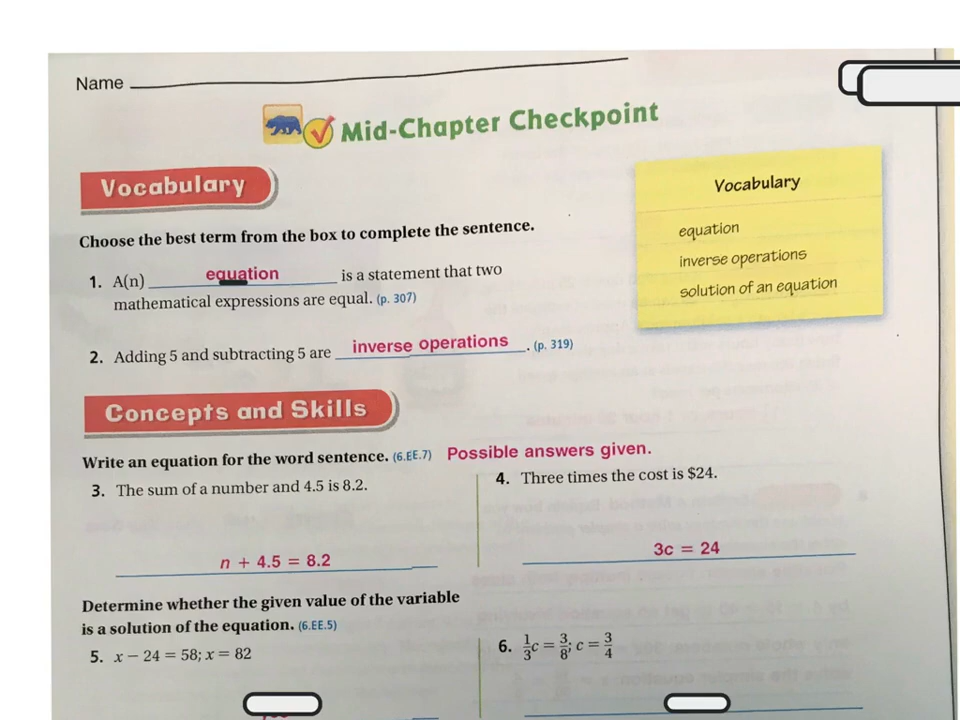 Name
Mid-Chapter Checkpoint
Vocabulary
Vocabulary
equation
inverse operations
solution of an equation
Choose the best term from the box to complete the sentence.
1. A(n) equation is a statement that two
mathematical expressions are equal. (p. 307)
2. Adding 5 and subtracting 5 are inverse operations. (p. 319)
Concepts and Skills
Write an equation for the word sentence. (6.EE.7) Possible answers given.
3. The sum of a number and 4.5 is 8.2.
n + 4.5 = 8.2
4. Three times the cost is $24.
3c = 24
Determine whether the given value of the variable
is a solution of the equation. (6.EE.5)
5. x − 24 = 58; x = 82
6. 1/3 c = 3/8; c = 3/4